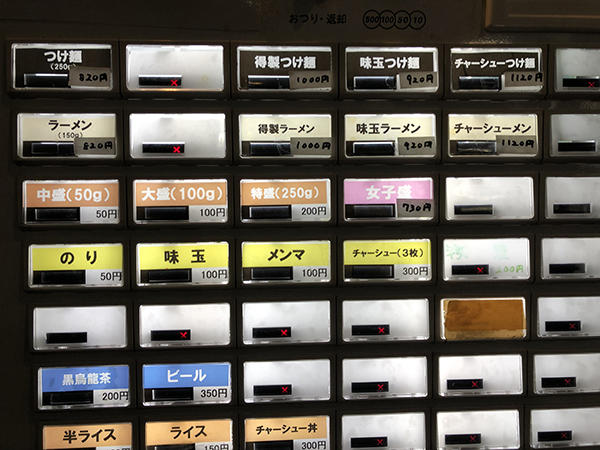 おつり・返却 500 100 50 10
つけ麺 得製つけ麺 味玉つけ麺 チャーシューつけ麺
(250g) 820円 1000円 920円 1120円
ラーメン 得製ラーメン 味玉ラーメン チャーシューメン
(150g) 820円 1000円 920円 1120円
中盛(50g) 大盛(100g) 特盛(250g) 女子盛
50円 100円 200円 730円
のり 味玉 メンマ チャーシュー(3枚)
50円 100円 100円 300円 200円
黒烏龍茶 ビール
200円 350円
半ライス ライス チャーシュー丼
300円